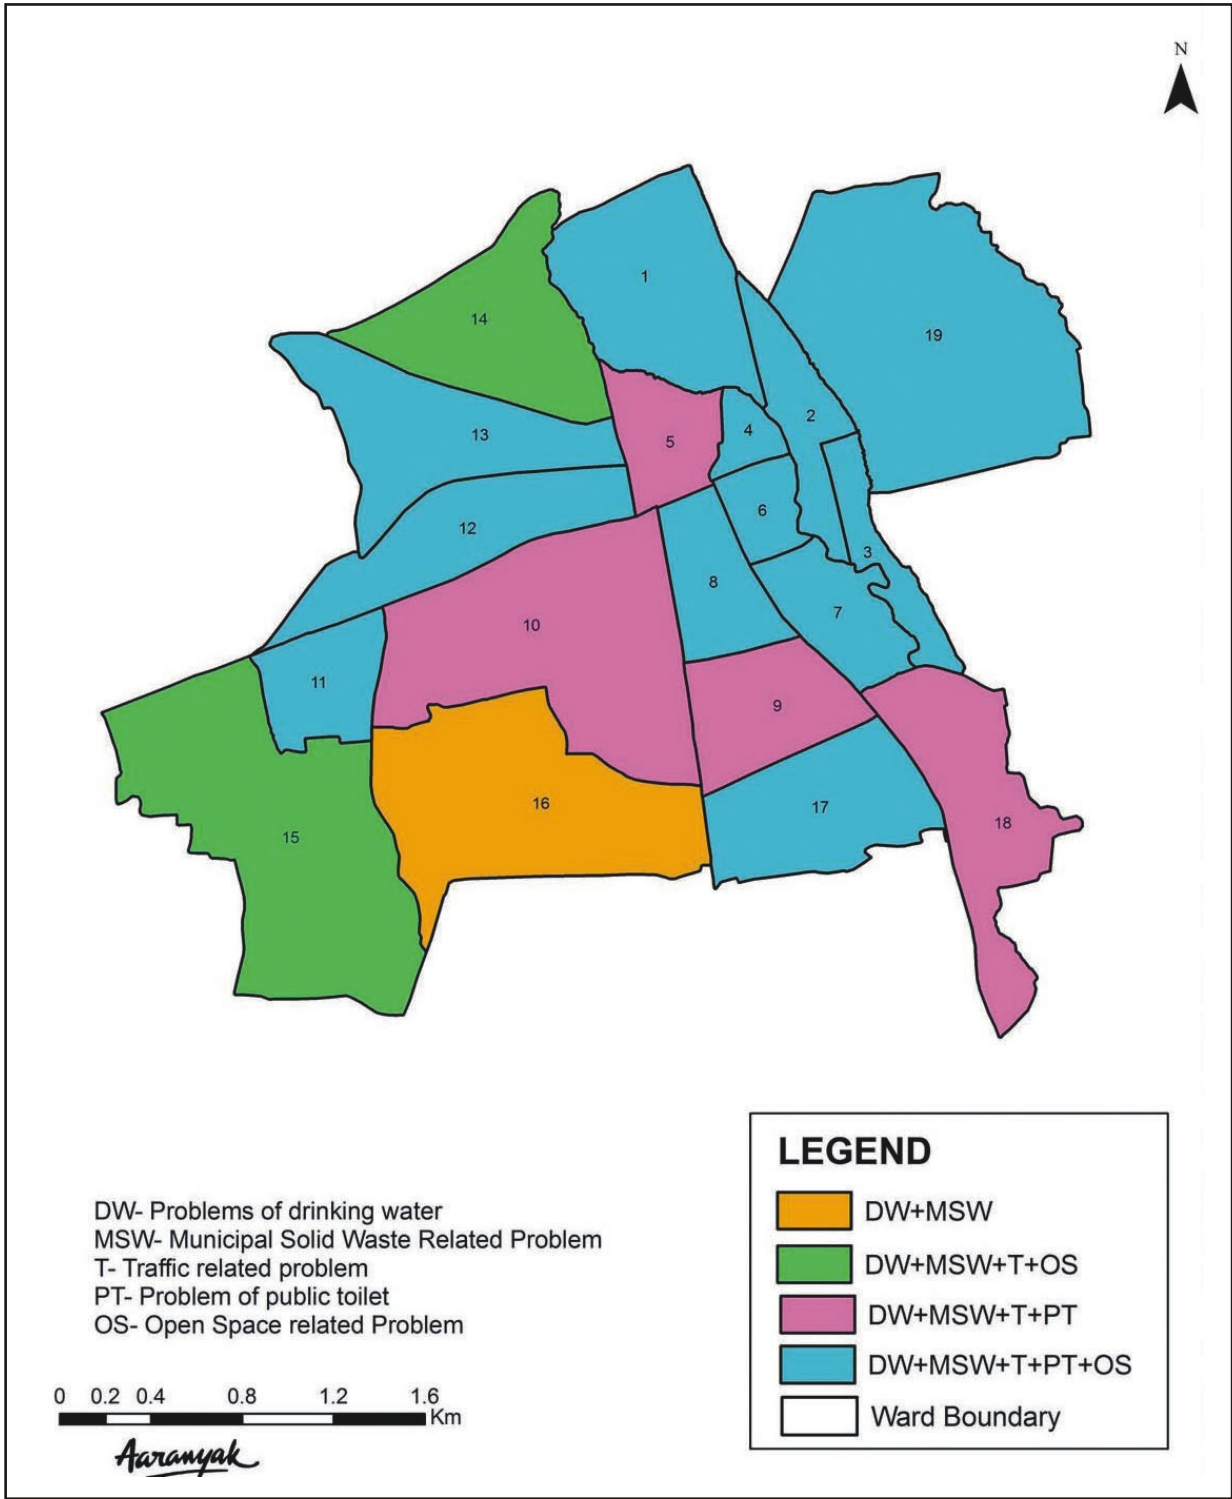 N
1
14
19
2
4
13
5
6
12
3
8
7
10
11
9
16
17
18
15
LEGEND
DW+MSW
DW+MSW+T+OS
DW+MSW+T+PT
DW+MSW+T+PT+OS
Ward Boundary
DW- Problems of drinking water
MSW- Municipal Solid Waste Related Problem
T- Traffic related problem
PT- Problem of public toilet
OS- Open Space related Problem
0 0.2 0.4 0.8 1.2 1.6
Km
Aaranyak